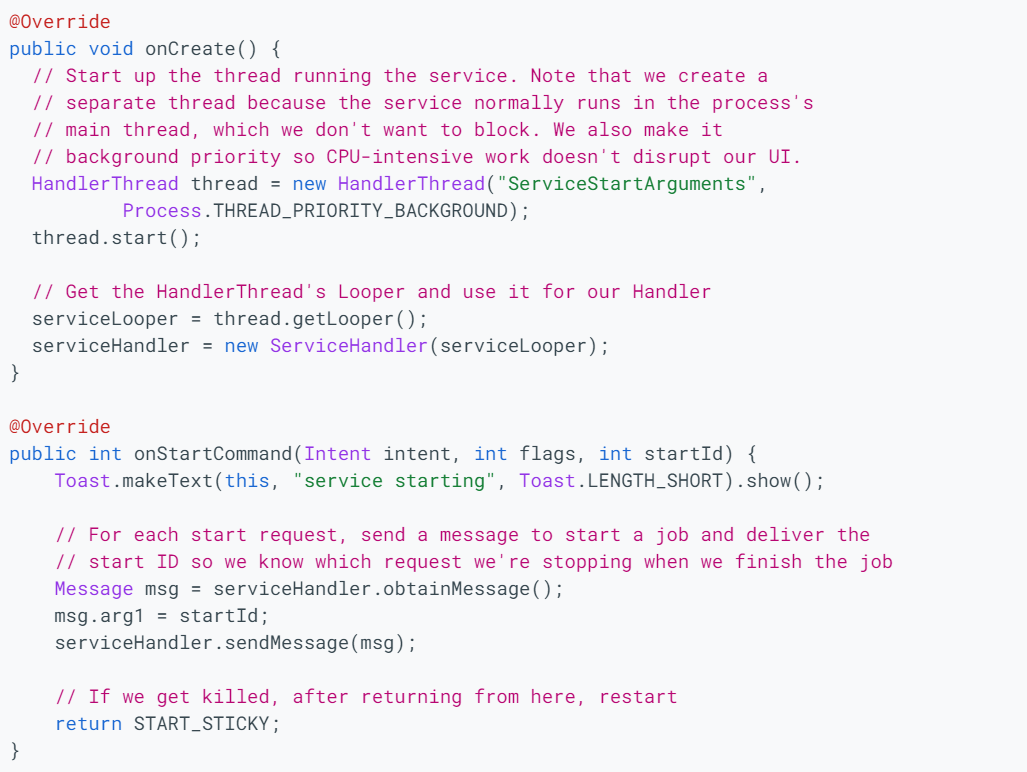 @Override
public void onCreate() {
  // Start up the thread running the service. Note that we create a
  // separate thread because the service normally runs in the process's
  // main thread, which we don't want to block. We also make it
  // background priority so CPU-intensive work doesn't disrupt our UI.
  HandlerThread thread = new HandlerThread("ServiceStartArguments",
          Process.THREAD_PRIORITY_BACKGROUND);
  thread.start();

  // Get the HandlerThread's Looper and use it for our Handler
  serviceLooper = thread.getLooper();
  serviceHandler = new ServiceHandler(serviceLooper);
}

@Override
public int onStartCommand(Intent intent, int flags, int startId) {
    Toast.makeText(this, "service starting", Toast.LENGTH_SHORT).show();

    // For each start request, send a message to start a job and deliver the
    // start ID so we know which request we're stopping when we finish the job
    Message msg = serviceHandler.obtainMessage();
    msg.arg1 = startId;
    serviceHandler.sendMessage(msg);

    // If we get killed, after returning from here, restart
    return START_STICKY;
}